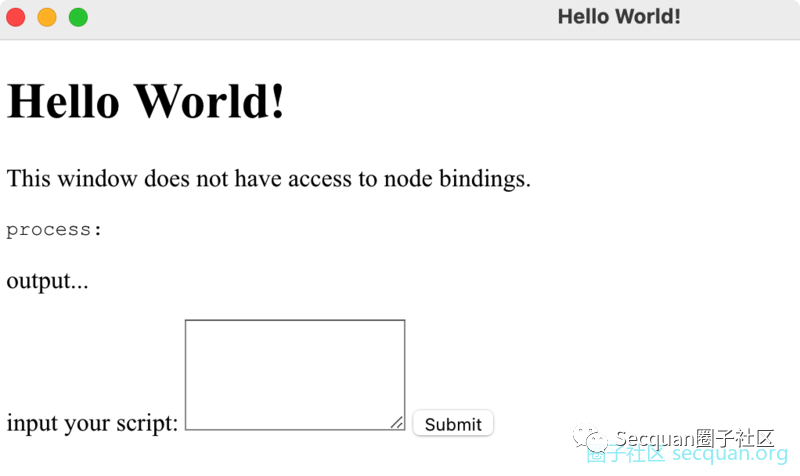 Hello World!
Hello World!
This window does not have access to node bindings.
process:
output...
input your script:
Submit
Secquan圈子社区
圈子社区 secquan.org